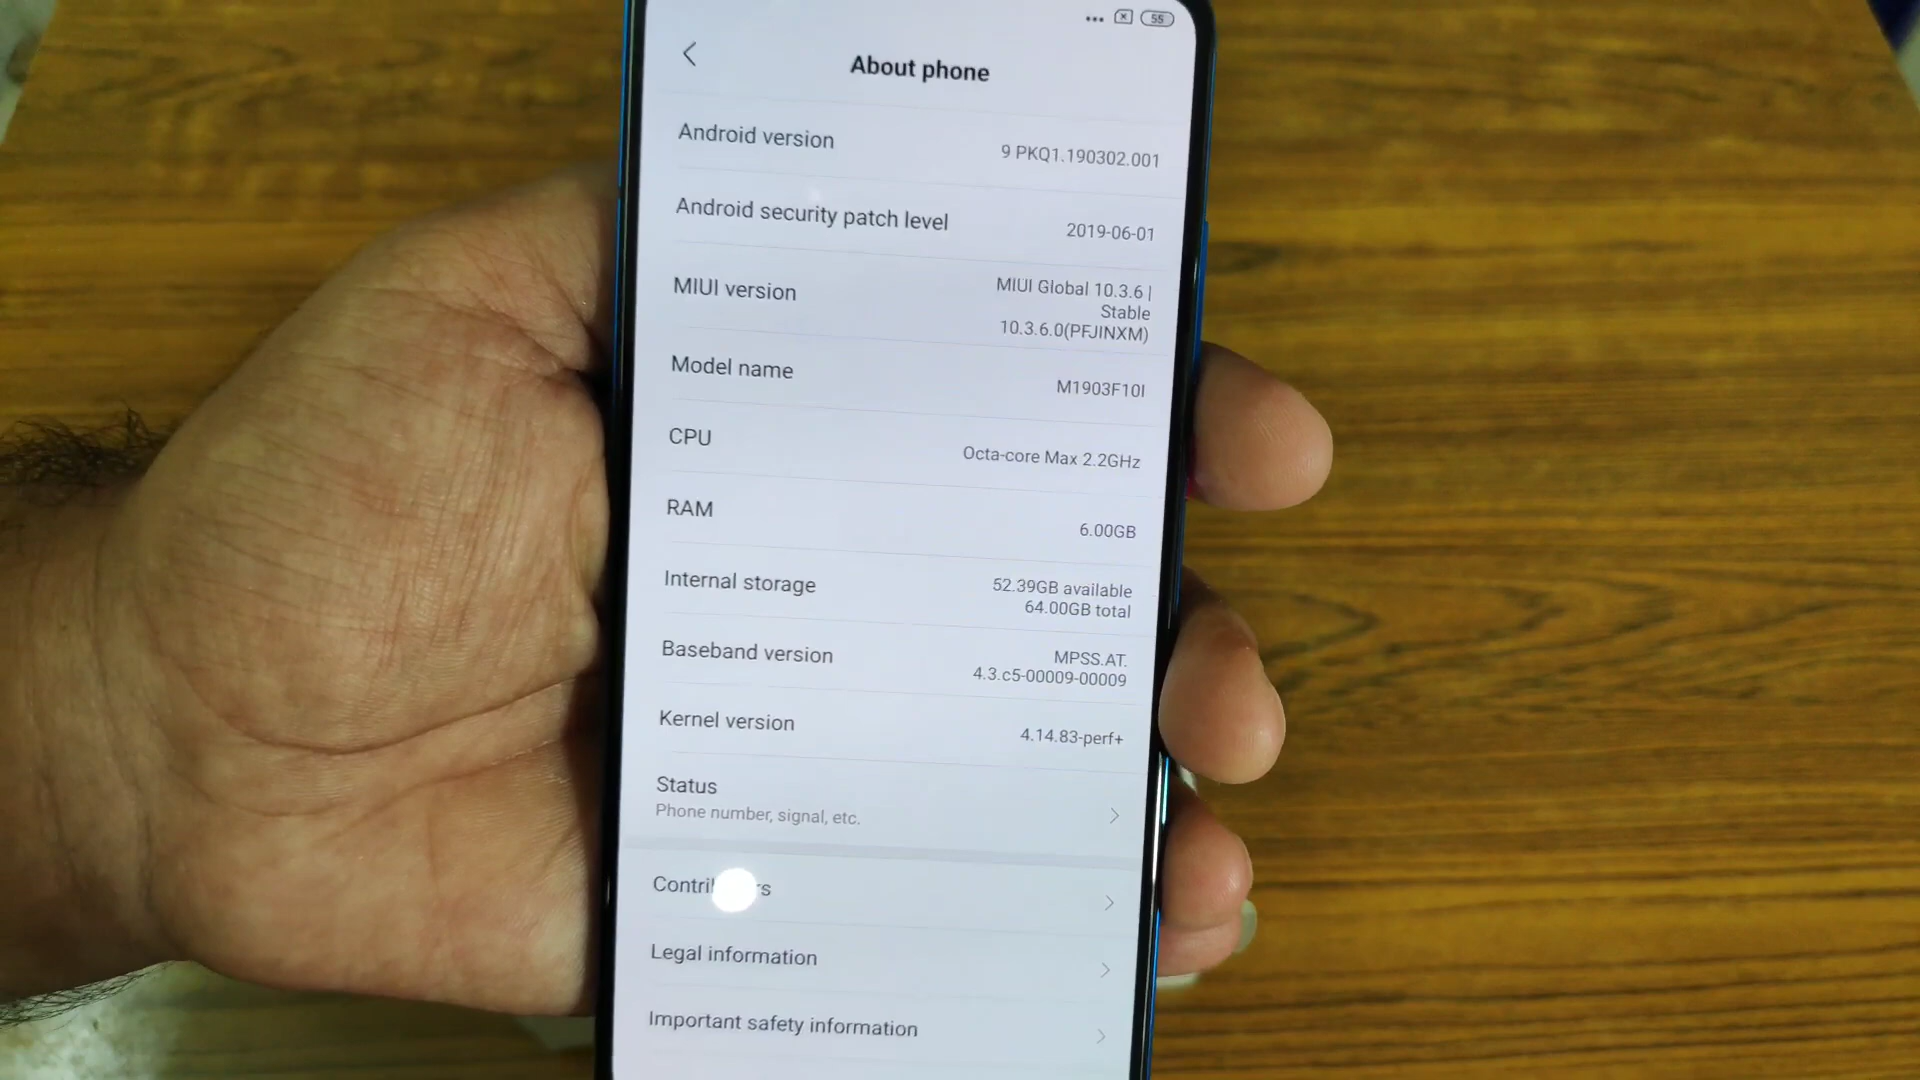 55
About phone
Android version
9 PKQ1.190302.001
Android security patch level
2019-06-01
MIUI version
MIUI Global 10.3.6 |
Stable
10.3.6.0(PFJINXM)
Model name
M1903F10I
CPU
Octa-core Max 2.2GHz
RAM
6.00GB
Internal storage
52.39GB available
64.00GB total
Baseband version
MPSS.AT.
4.3.c5-00009-00009
Kernel version
4.14.83-perf+
Status
Phone number, signal, etc.
Legal information
Important safety information